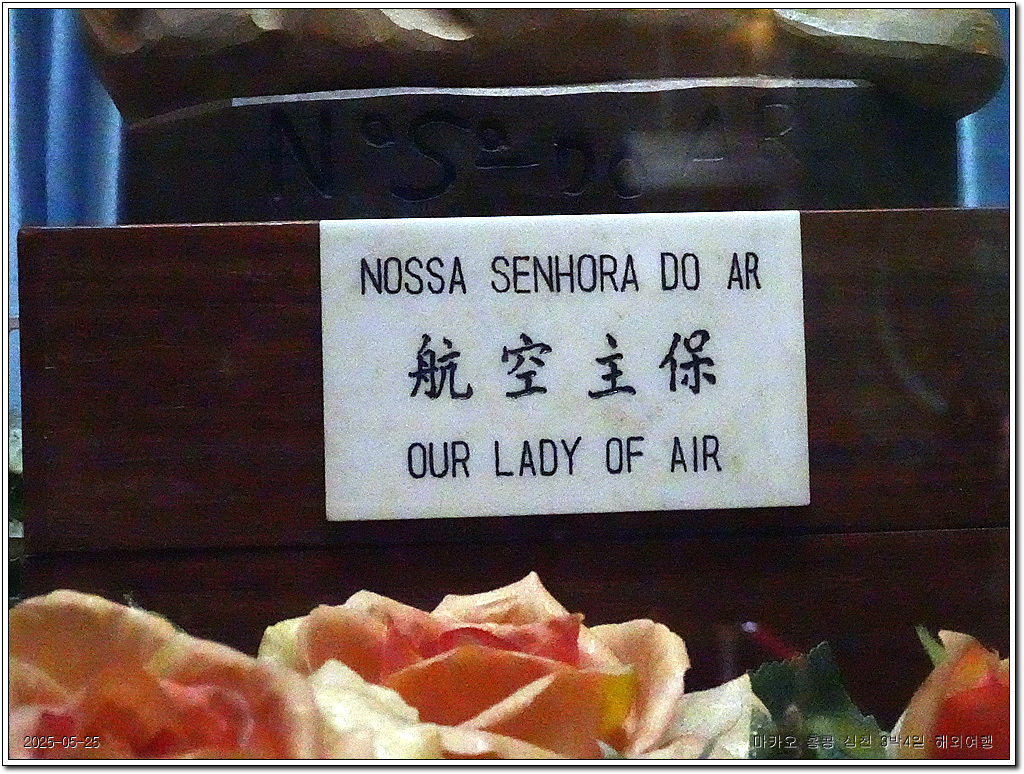 Nª Sª DO AR
NOSSA SENHORA DO AR
航空主保
OUR LADY OF AIR
2025-05-25
마카오 홍콩 심천 3박4일 해외여행